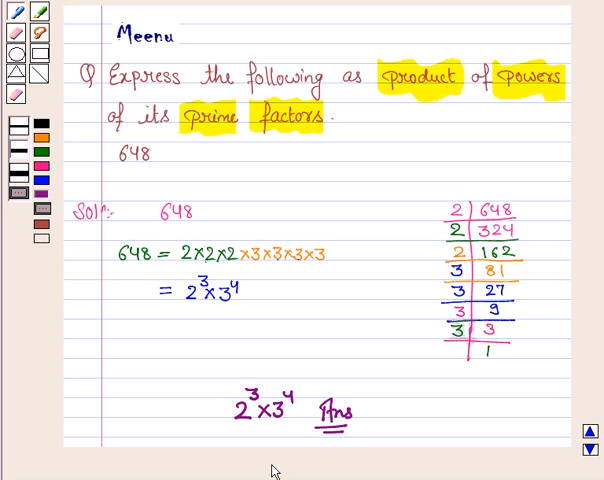 Meenu
Q Express the following as product of powers
of its prime factors.
648
Solⁿ:- 648
648 = 2×2×2×3×3×3×3
= 2³×3⁴
2 | 648
2 | 324
2 | 162
3 | 81
3 | 27
3 | 9
3 | 3
| 1
2³×3⁴ Ans